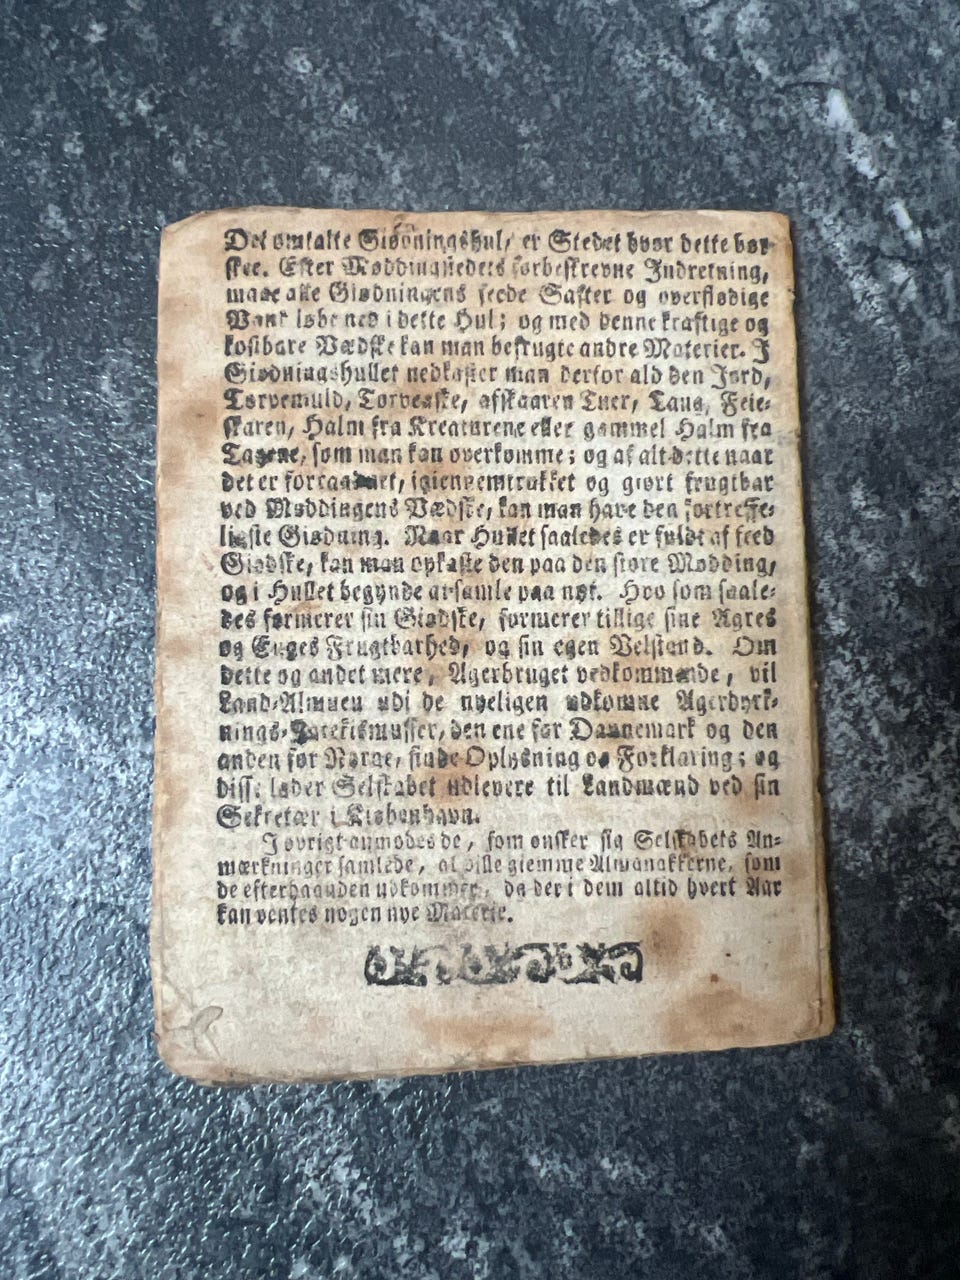 Det omtalte Giødningshul, er Stedet hvor dette bør
skee. Efter Møddingstedets forbeskrevne Indretning,
maae alle Giødningens feede Safter og overflødige
Vand løbe ned i dette Hul; og med denne kraftige og
kostbare Vædske kan man befrugte andre Materier. I
Giødningshullet nedkaster man derfor ald den Jord,
Tørvemuld, Tørveaske, afskaaren Tuer, Tang, Feie-
skaren, Halm fra Kreaturene eller gammel Halm fra
Tagene, som man kan overkomme; og af alt dette naar
det er forraadnet, igiennemtrukket og giort frugtbar
ved Møddingens Vædske, kan man have den fortreffe-
ligste Giødning. Naar Hullet saaledes er fuldt af feed
Giødske, kan man opkaste den paa den store Mødding,
og i Hullet begynde at samle paa nyt. Hvo som saale-
des formerer sin Giødske, formerer tillige sine Agres
og Enges Frugtbarhed, og sin egen Velstand. Om
dette og andet mere, Agerbruget vedkommende, vil
Land-Almuen udi de nyeligen udkomne Agerdyrk-
nings-Catekismusser, den ene for Dannemark og den
anden for Norge, finde Oplysning og Forklaring; og
disse lader Selskabet udlevere til Landmænd ved sin
Sekretær i Kiøbenhavn.
I øvrigt anmodes de, som ønsker sig Selskabets An-
mærkninger samlede, at ville giemme Almanakkerne, som
de efterhaanden udkommer, da der i dem altid hvert Aar
kan ventes nogen nye Materie.